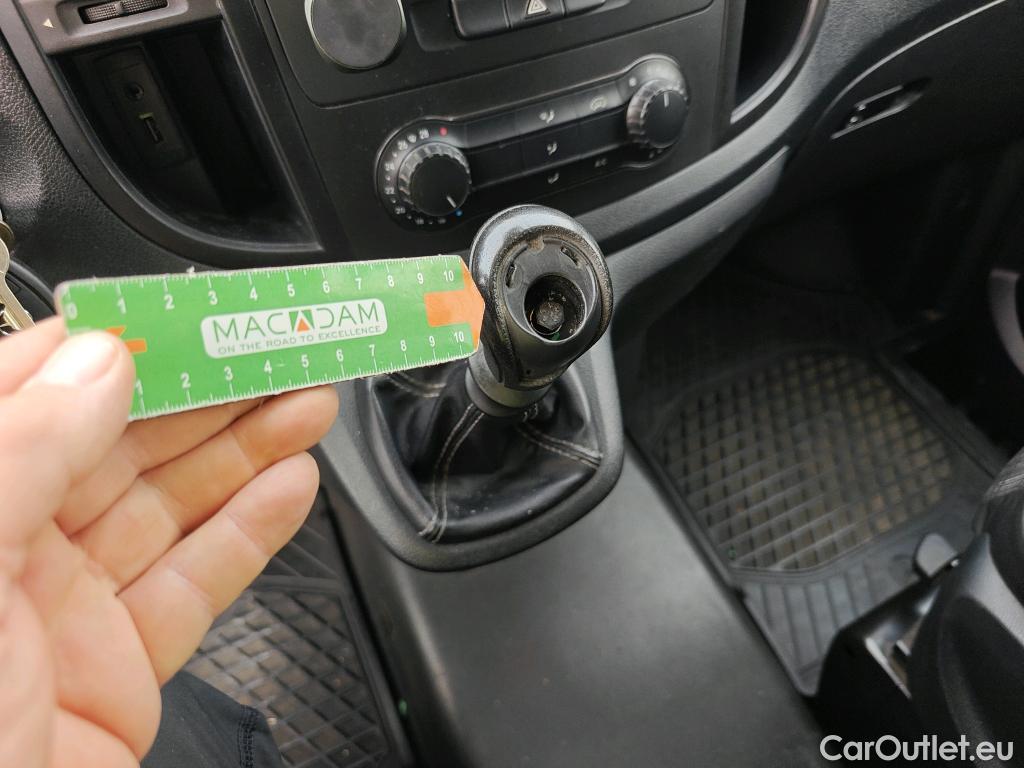 0 1 2 3 4 5 6 7 8 9 10
MACADAM
ON THE ROAD TO EXCELLENCE
1 2 3 4 5 6 7 8 9 10
CarOutlet.eu